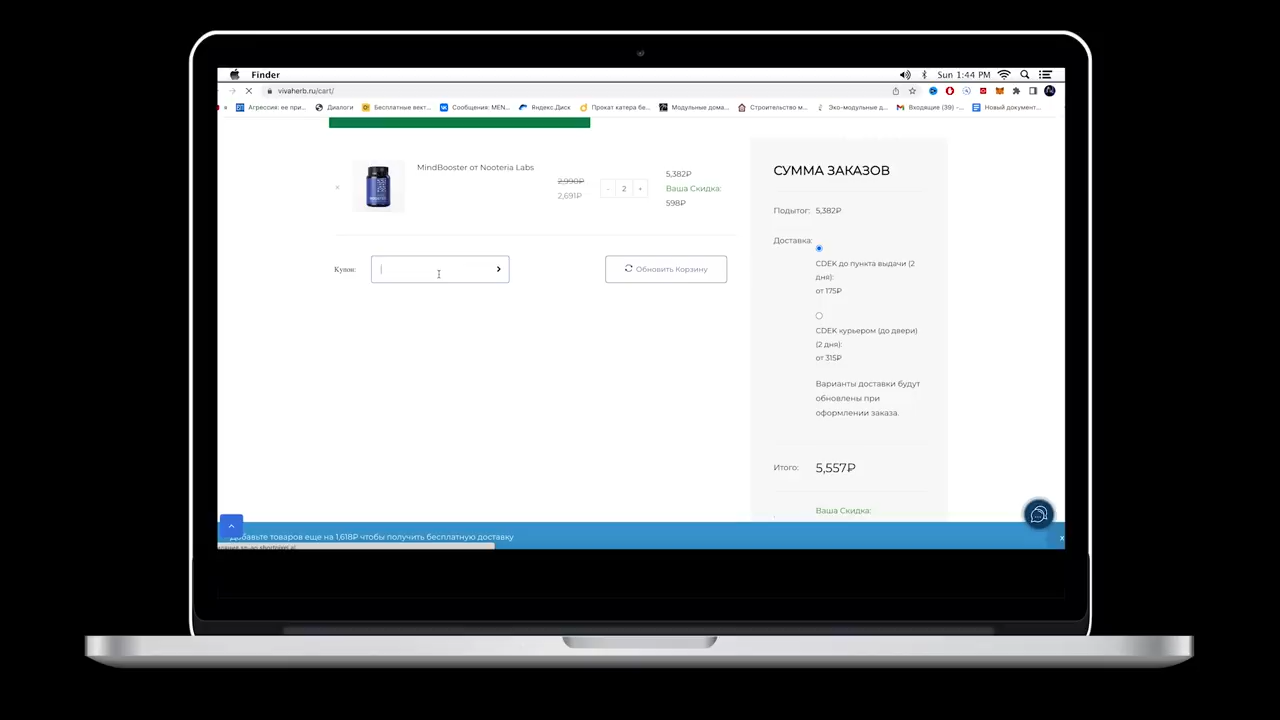 Finder
Sun 1:44 PM
vivaherb.ru/cart/
Агрессия: ее при...
Диалоги
Бесплатные вект...
Сообщения: MEN...
Яндекс.Диск
Прокат катера бе...
Модульные дома...
Строительство м...
Эко-модульные д...
Входящие (39) –...
Новый документ...
MindBooster от Nooteria Labs
2,990₽
2,691₽
- 2 +
5,382₽
Ваша Скидка:
598₽
Купон:
Обновить Корзину
СУММА ЗАКАЗОВ
Подытог: 5,382₽
Доставка:
CDEK до пункта выдачи (2
дня):
от 175₽
CDEK курьером (до двери)
(2 дня):
от 315₽
Варианты доставки будут
обновлены при
оформлении заказа.
Итого: 5,557₽
Ваша Скидка:
добавьте товаров еще на 1,618₽ чтобы получить бесплатную доставку